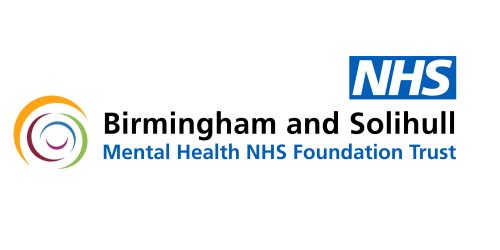 NHS
Birmingham and Solihull
Mental Health NHS Foundation Trust